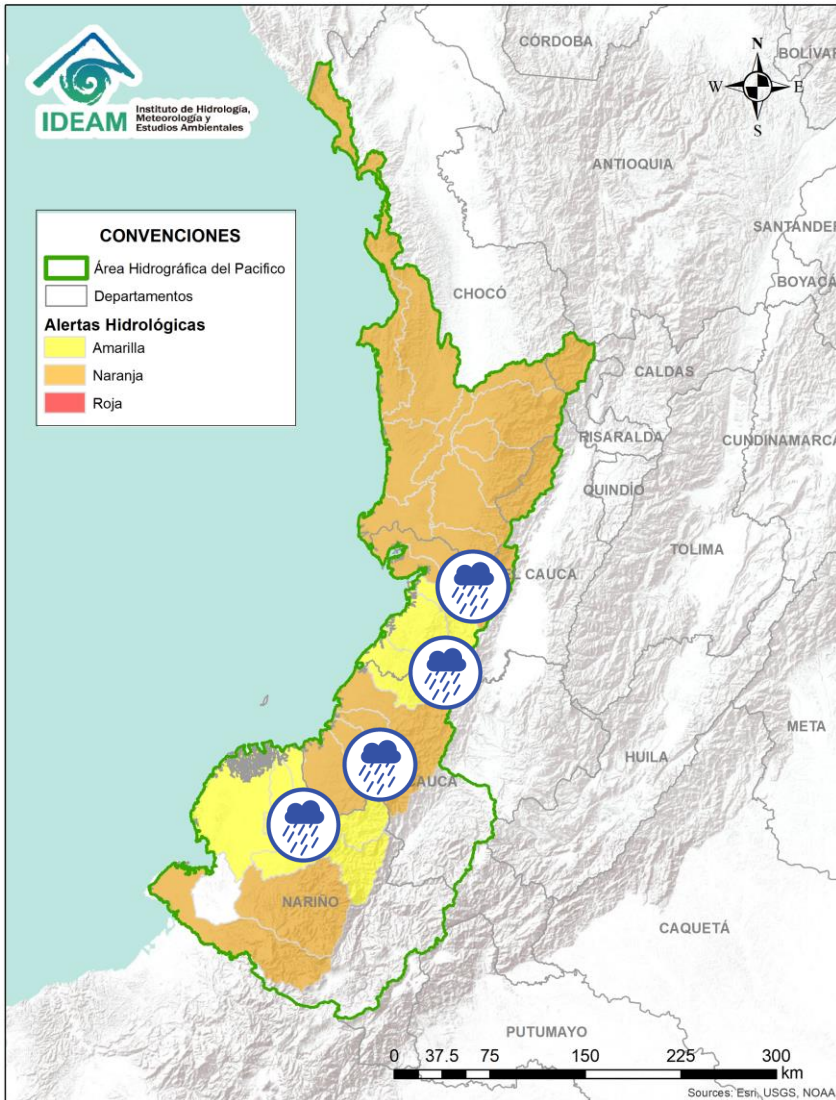 IDEAM
Instituto de Hidrología,
Meteorología y
Estudios Ambientales
N
W E
S
CONVENCIONES
Área Hidrográfica del Pacifico
Departamentos
Alertas Hidrológicas
Amarilla
Naranja
Roja
CÓRDOBA
BOLÍVAR
ANTIOQUIA
SANTANDER
BOYACÁ
CHOCÓ
CALDAS
RISARALDA
CUNDINAMARCA
QUINDÍO
TOLIMA
EL CAUCA
META
HUILA
CAUCA
NARIÑO
CAQUETÁ
PUTUMAYO
0 37.5 75 150 225 300
km
Sources: Esri, USGS, NOAA